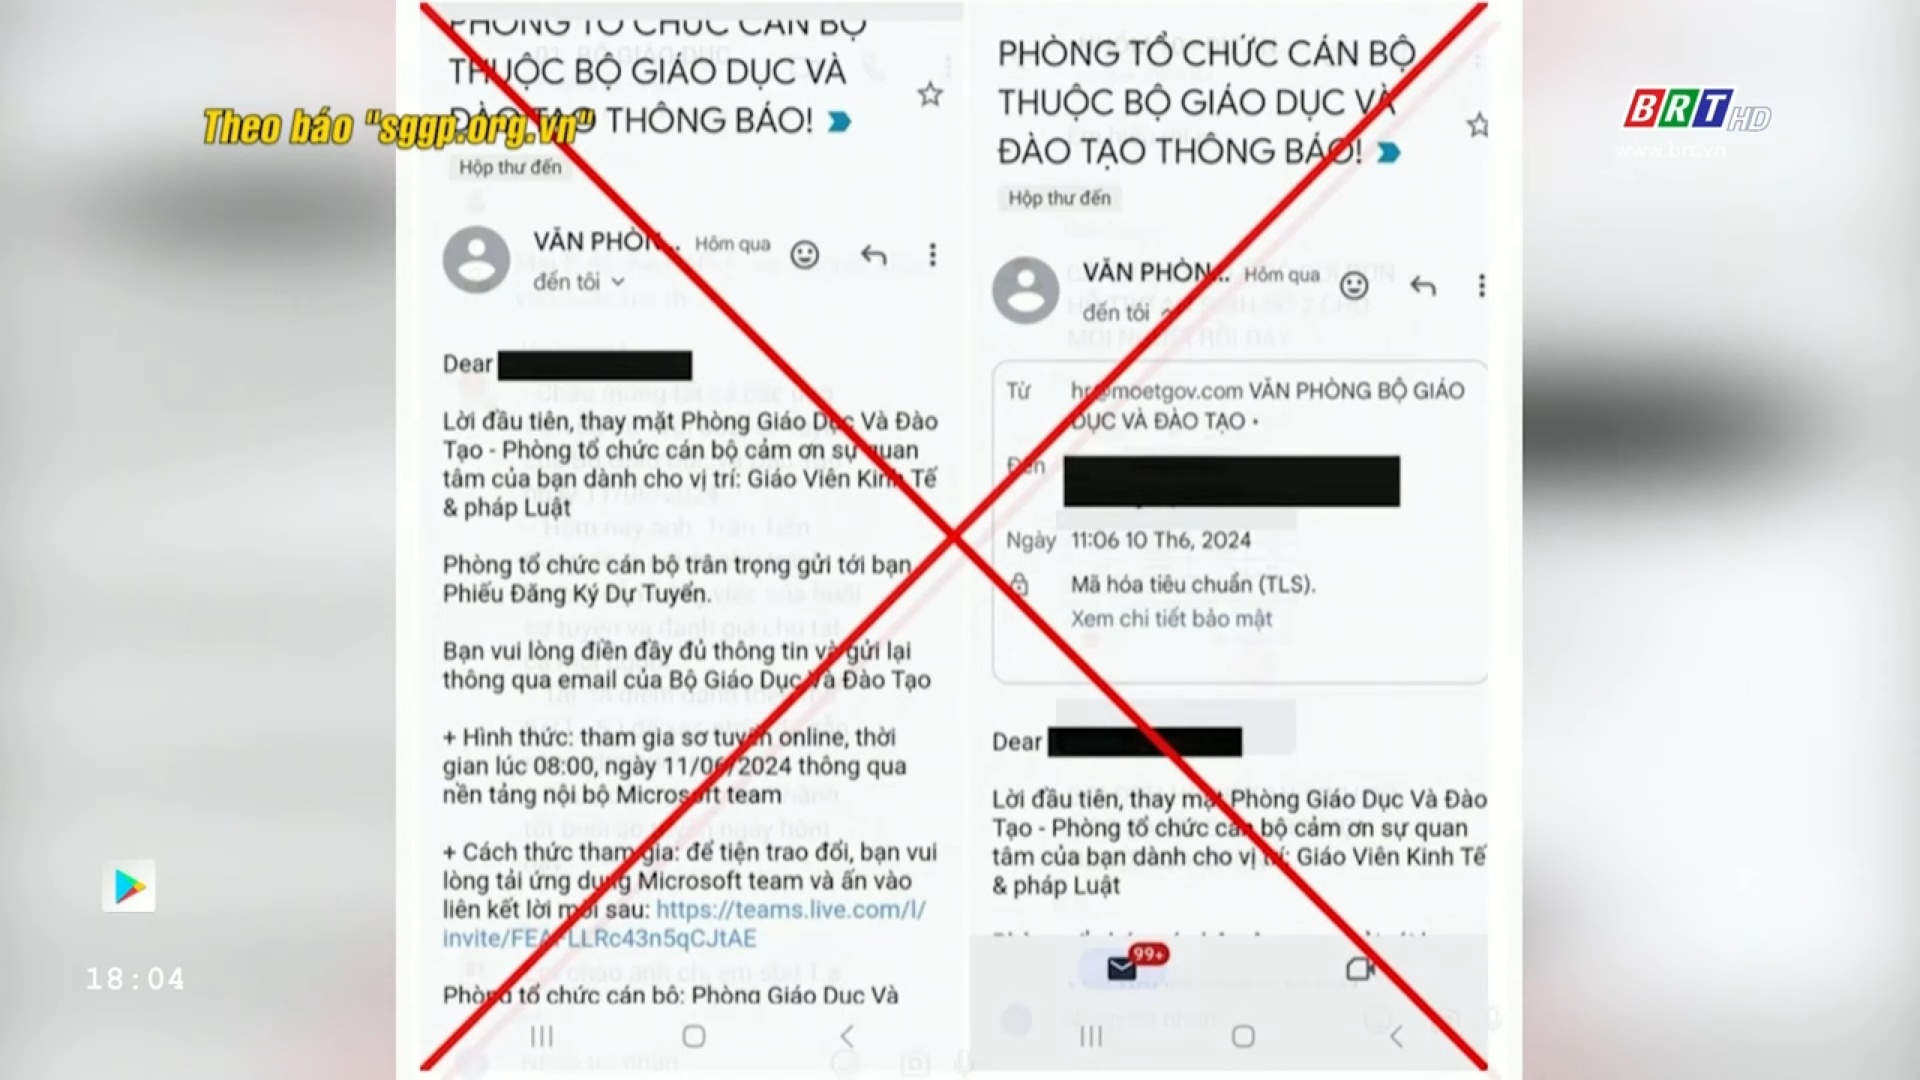 PHÒNG TỔ CHỨC CÁN BỘ
THUỘC BỘ GIÁO DỤC VÀ
ĐÀO TẠO THÔNG BÁO!
Theo báo "sggp.org.vn"
Hộp thư đến
VĂN PHÒN... Hôm qua
đến tôi
Dear
Lời đầu tiên, thay mặt Phòng Giáo Dục Và Đào
Tạo - Phòng tổ chức cán bộ cảm ơn sự quan
tâm của bạn dành cho vị trí: Giáo Viên Kinh Tế
& pháp Luật
Phòng tổ chức cán bộ trân trọng gửi tới bạn
Phiếu Đăng Ký Dự Tuyển.
Bạn vui lòng điền đầy đủ thông tin và gửi lại
thông qua email của Bộ Giáo Dục Và Đào Tạo
+ Hình thức: tham gia sơ tuyển online, thời
gian lúc 08:00, ngày 11/06/2024 thông qua
nền tảng nội bộ Microsoft team
+ Cách thức tham gia: để tiện trao đổi, bạn vui
lòng tải ứng dụng Microsoft team và ấn vào
liên kết lời mời sau: https://teams.live.com/l/
Phòng tổ chức cán bộ: Phòng Giáo Dục Và
PHÒNG TỔ CHỨC CÁN BỘ
THUỘC BỘ GIÁO DỤC VÀ
ĐÀO TẠO THÔNG BÁO!
Hộp thư đến
VĂN PHÒN... Hôm qua
đến tôi
Từ hr@moetgov.com VĂN PHÒNG BỘ GIÁO
DỤC VÀ ĐÀO TẠO •
Đến
Ngày 11:06 10 Th6, 2024
Mã hóa tiêu chuẩn (TLS).
Xem chi tiết bảo mật
Dear
Lời đầu tiên, thay mặt Phòng Giáo Dục Và Đào
Tạo - Phòng tổ chức cán bộ cảm ơn sự quan
tâm của bạn dành cho vị trí: Giáo Viên Kinh Tế
& pháp Luật
99+
BRT HD
www.brt.vn
18:04